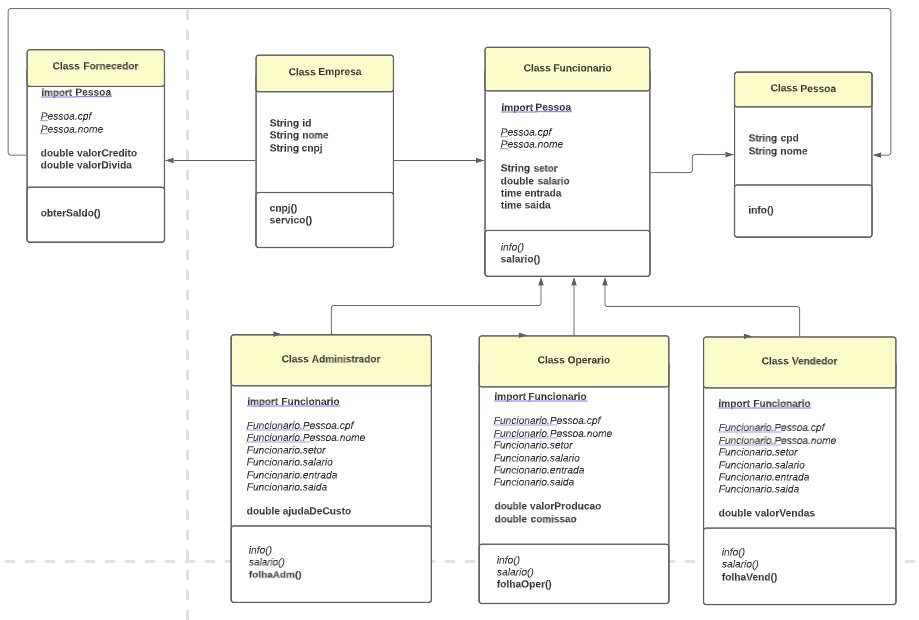 Class Fornecedor
import Pessoa
Pessoa.cpf
Pessoa.nome
double valorCredito
double valorDivida
obterSaldo()
Class Empresa
String id
String nome
String cnpj
cnpj()
servico()
Class Funcionario
import Pessoa
Pessoa.cpf
Pessoa.nome
String setor
double salario
time entrada
time saida
info()
salario()
Class Pessoa
String cpd
String nome
info()
Class Administrador
import Funcionario
Funcionario.Pessoa.cpf
Funcionario.Pessoa.nome
Funcionario.setor
Funcionario.salario
Funcionario.entrada
Funcionario.saida
double ajudaDeCusto
info()
salario()
folhaAdm()
Class Operario
import Funcionario
Funcionario.Pessoa.cpf
Funcionario.Pessoa.nome
Funcionario.setor
Funcionario.salario
Funcionario.entrada
Funcionario.saida
double valorProducao
double comissao
info()
salario()
folhaOper()
Class Vendedor
import Funcionario
Funcionario.Pessoa.cpf
Funcionario.Pessoa.nome
Funcionario.setor
Funcionario.salario
Funcionario.entrada
Funcionario.saida
double valorVendas
info()
salario()
folhaVend()